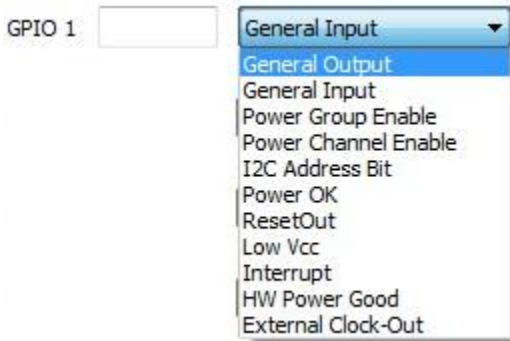 GPIO 1 General Input
General Output
General Input
Power Group Enable
Power Channel Enable
I2C Address Bit
Power OK
ResetOut
Low Vcc
Interrupt
HW Power Good
External Clock-Out